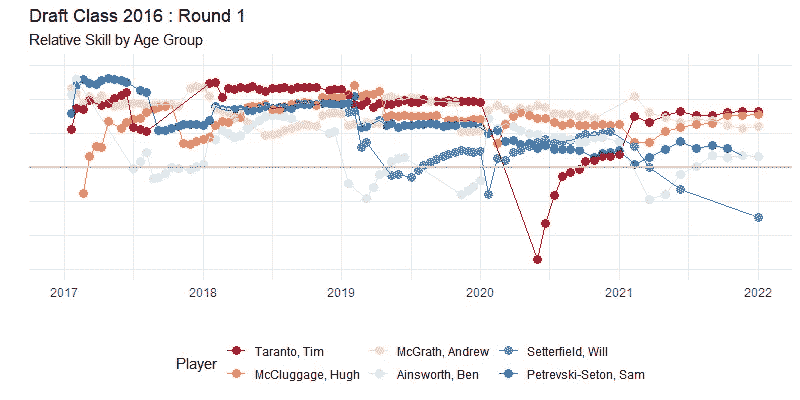 Draft Class 2016 : Round 1
Relative Skill by Age Group
2017 2018 2019 2020 2021 2022
Player
Taranto, Tim McGrath, Andrew Setterfield, Will
McCluggage, Hugh Ainsworth, Ben Petrevski-Seton, Sam